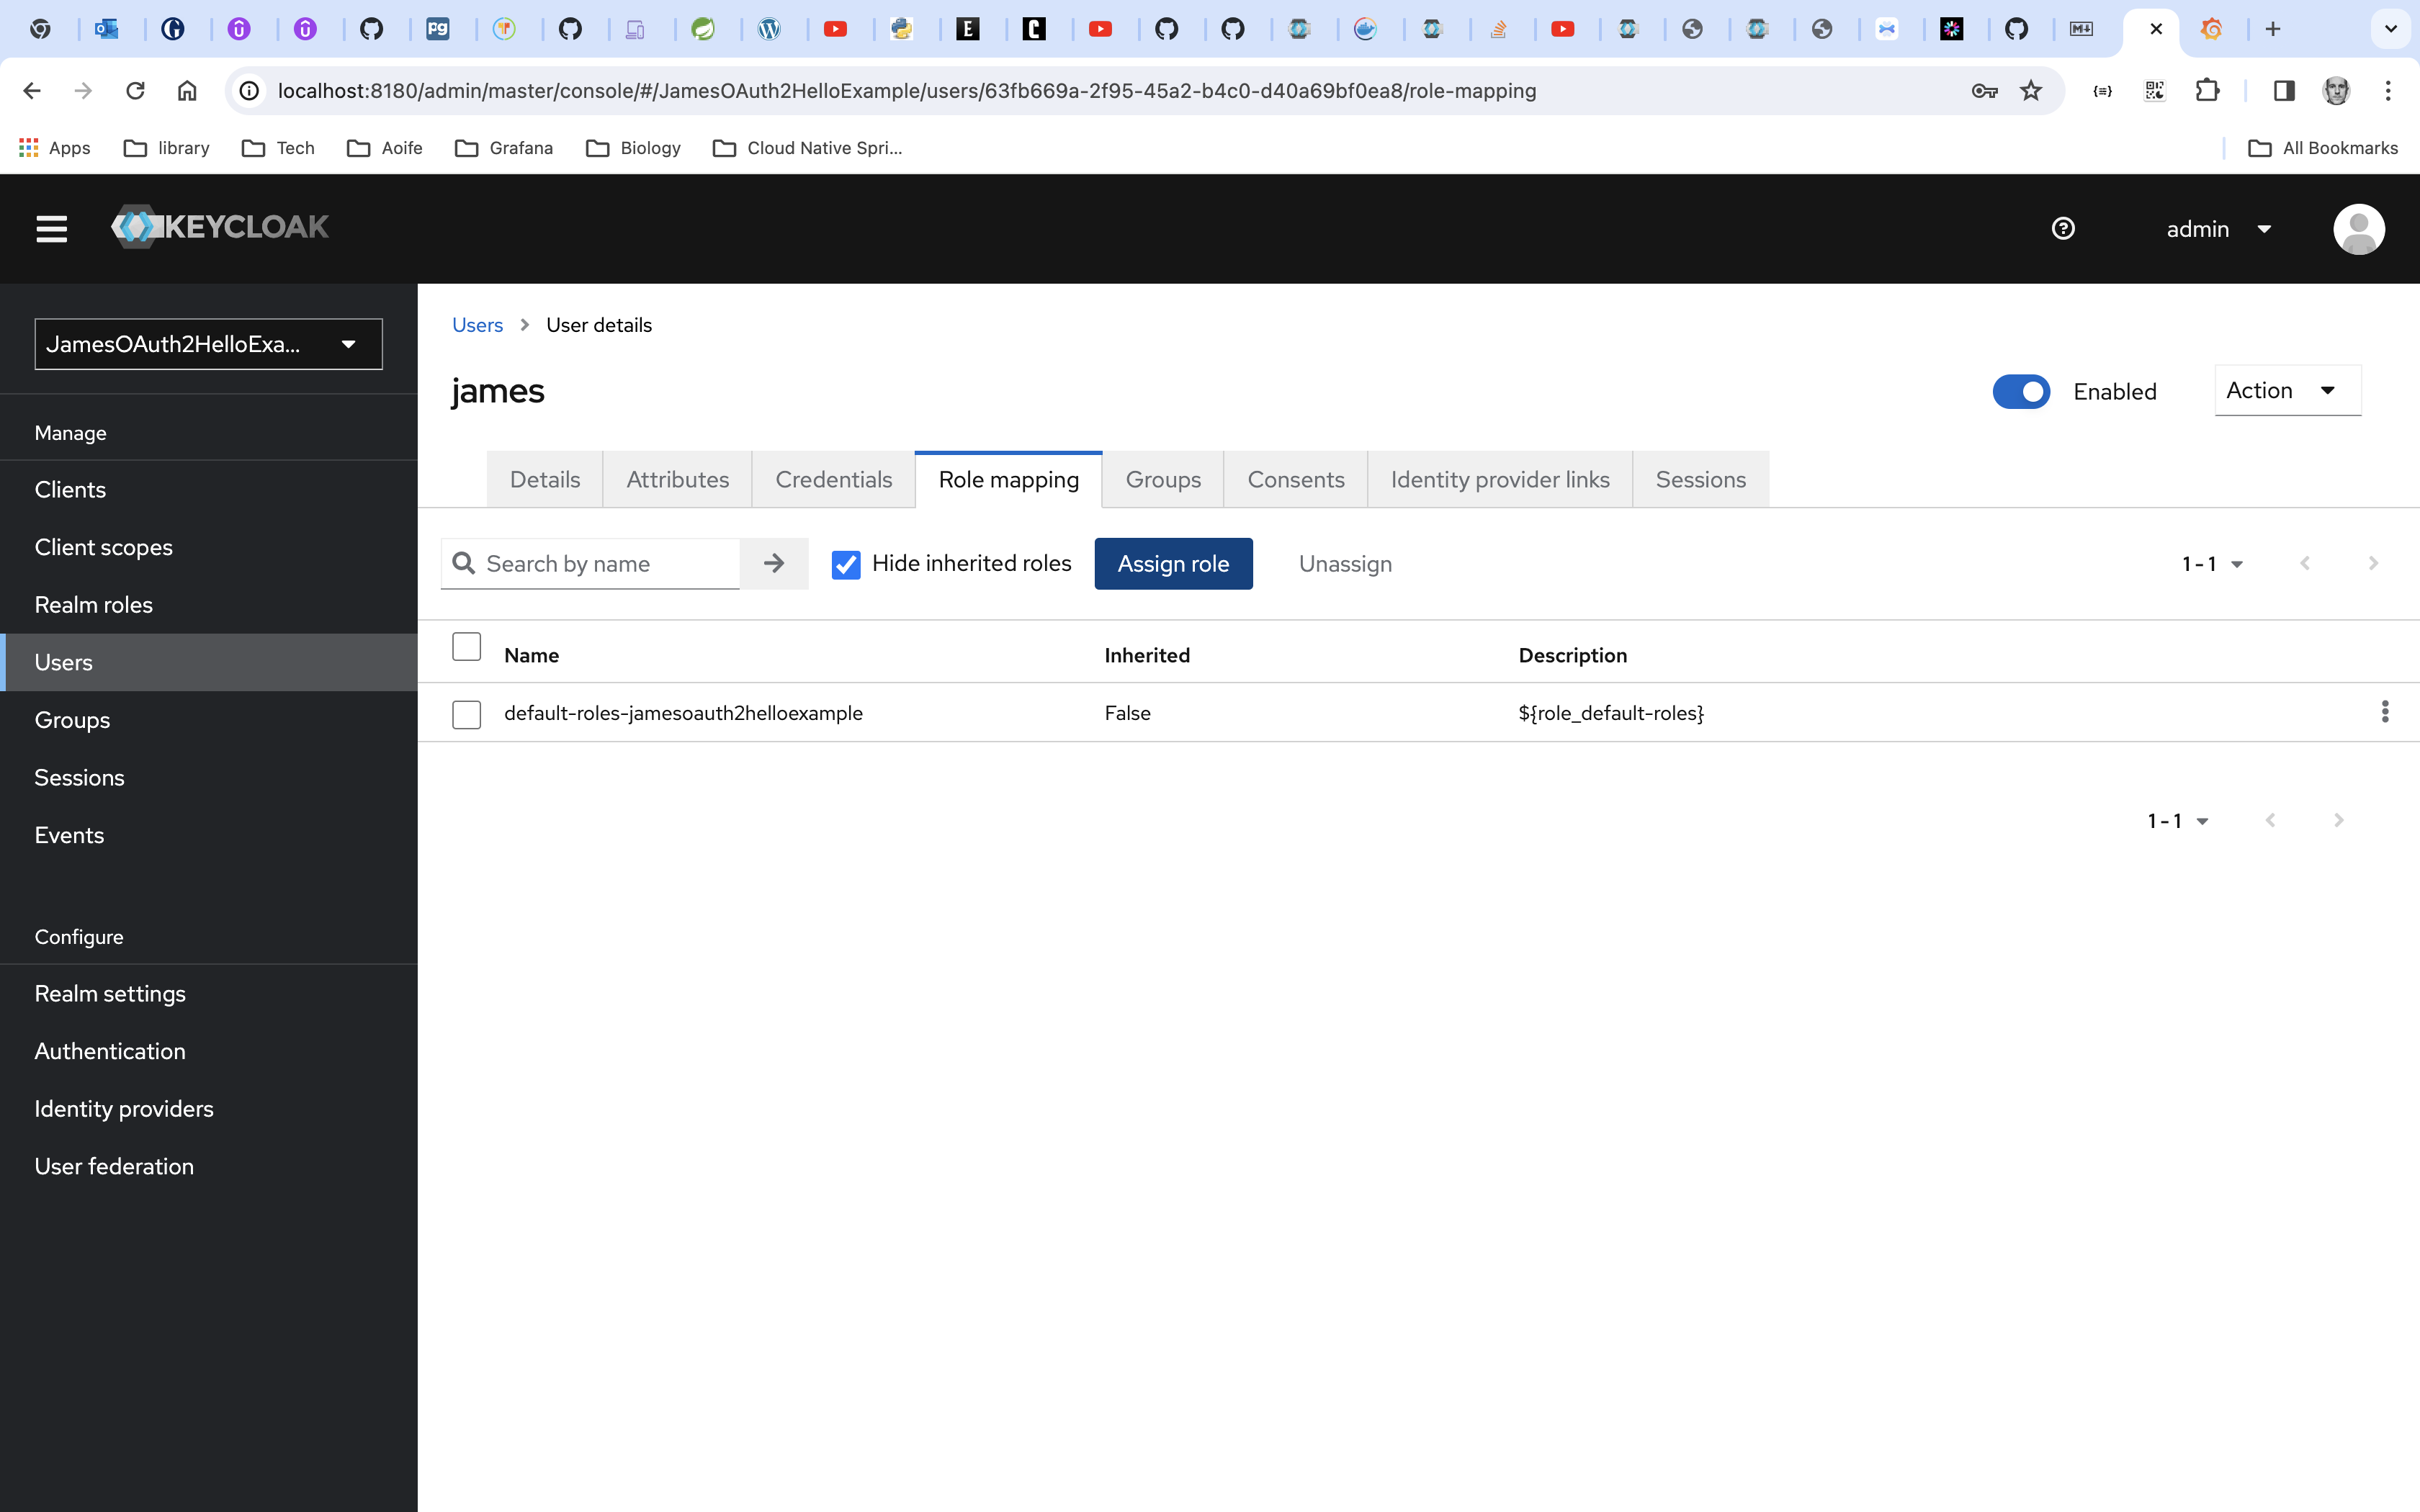 pg
E
C
localhost:8180/admin/master/console/#/JamesOAuth2HelloExample/users/63fb669a-2f95-45a2-b4c0-d40a69bf0ea8/role-mapping
Apps library Tech Aoife Grafana Biology Cloud Native Spri... All Bookmarks
KEYCLOAK
admin
JamesOAuth2HelloExa...
Manage
Clients
Client scopes
Realm roles
Users
Groups
Sessions
Events
Configure
Realm settings
Authentication
Identity providers
User federation
Users > User details
james
Enabled
Action
Details Attributes Credentials Role mapping Groups Consents Identity provider links Sessions
Search by name
Hide inherited roles
Assign role
Unassign
1 - 1
Name Inherited Description
default-roles-jamesoauth2helloexample False ${role_default-roles}
1 - 1